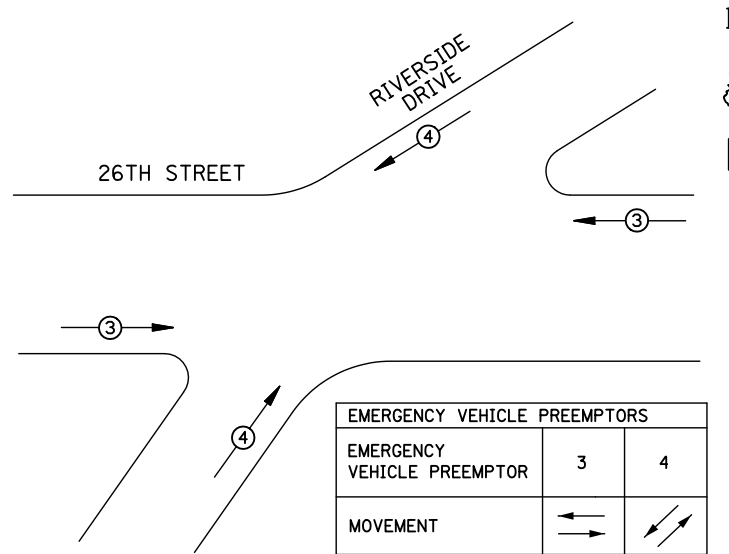 RIVERSIDE
DRIVE
4
26TH STREET
3
3
4
EMERGENCY VEHICLE PREEMPTORS
EMERGENCY
VEHICLE PREEMPTOR
3
4
MOVEMENT